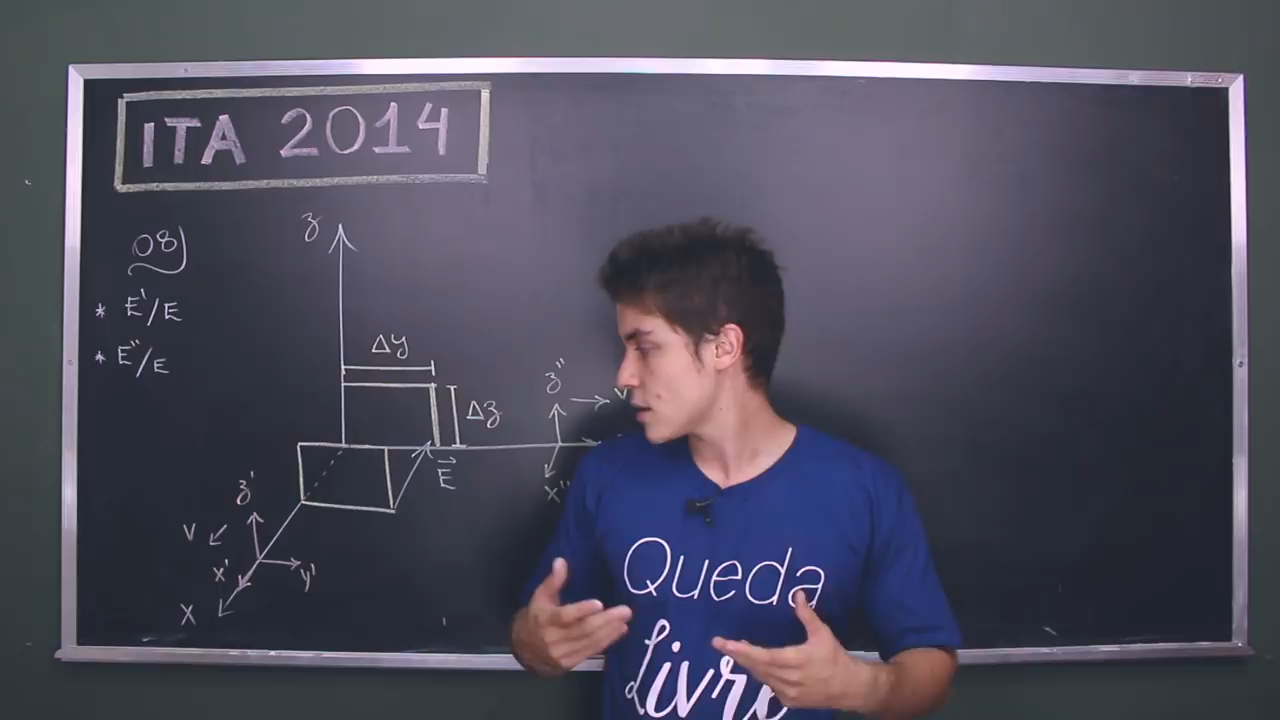 ITA 2014
08)
* E'/E
* E"/E
z
Δy
Δz
E
z'
v
x'
y'
x
z"
v
x"
Queda
Livre